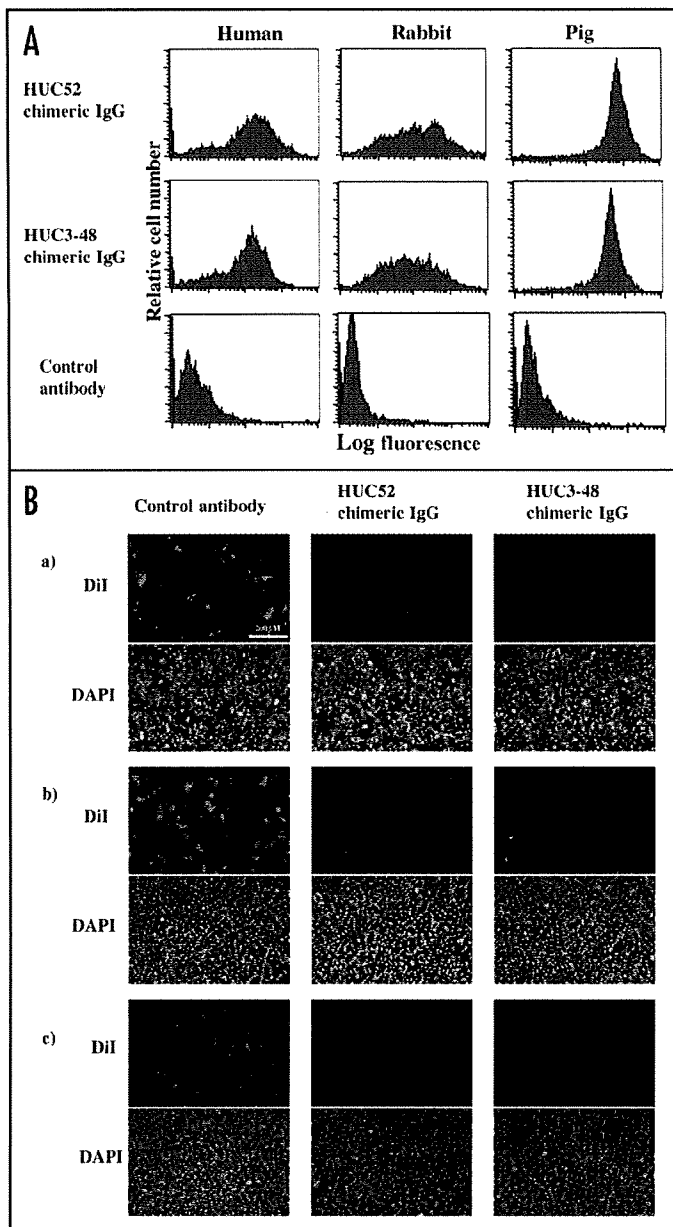 A
Human Rabbit Pig
HUC52
chimeric IgG
HUC3-48
chimeric IgG
Control
antibody
Relative cell number
Log fluoresence
B
Control antibody
HUC52
chimeric IgG
HUC3-48
chimeric IgG
a)
DiI
DAPI
b)
DiI
DAPI
c)
DiI
DAPI